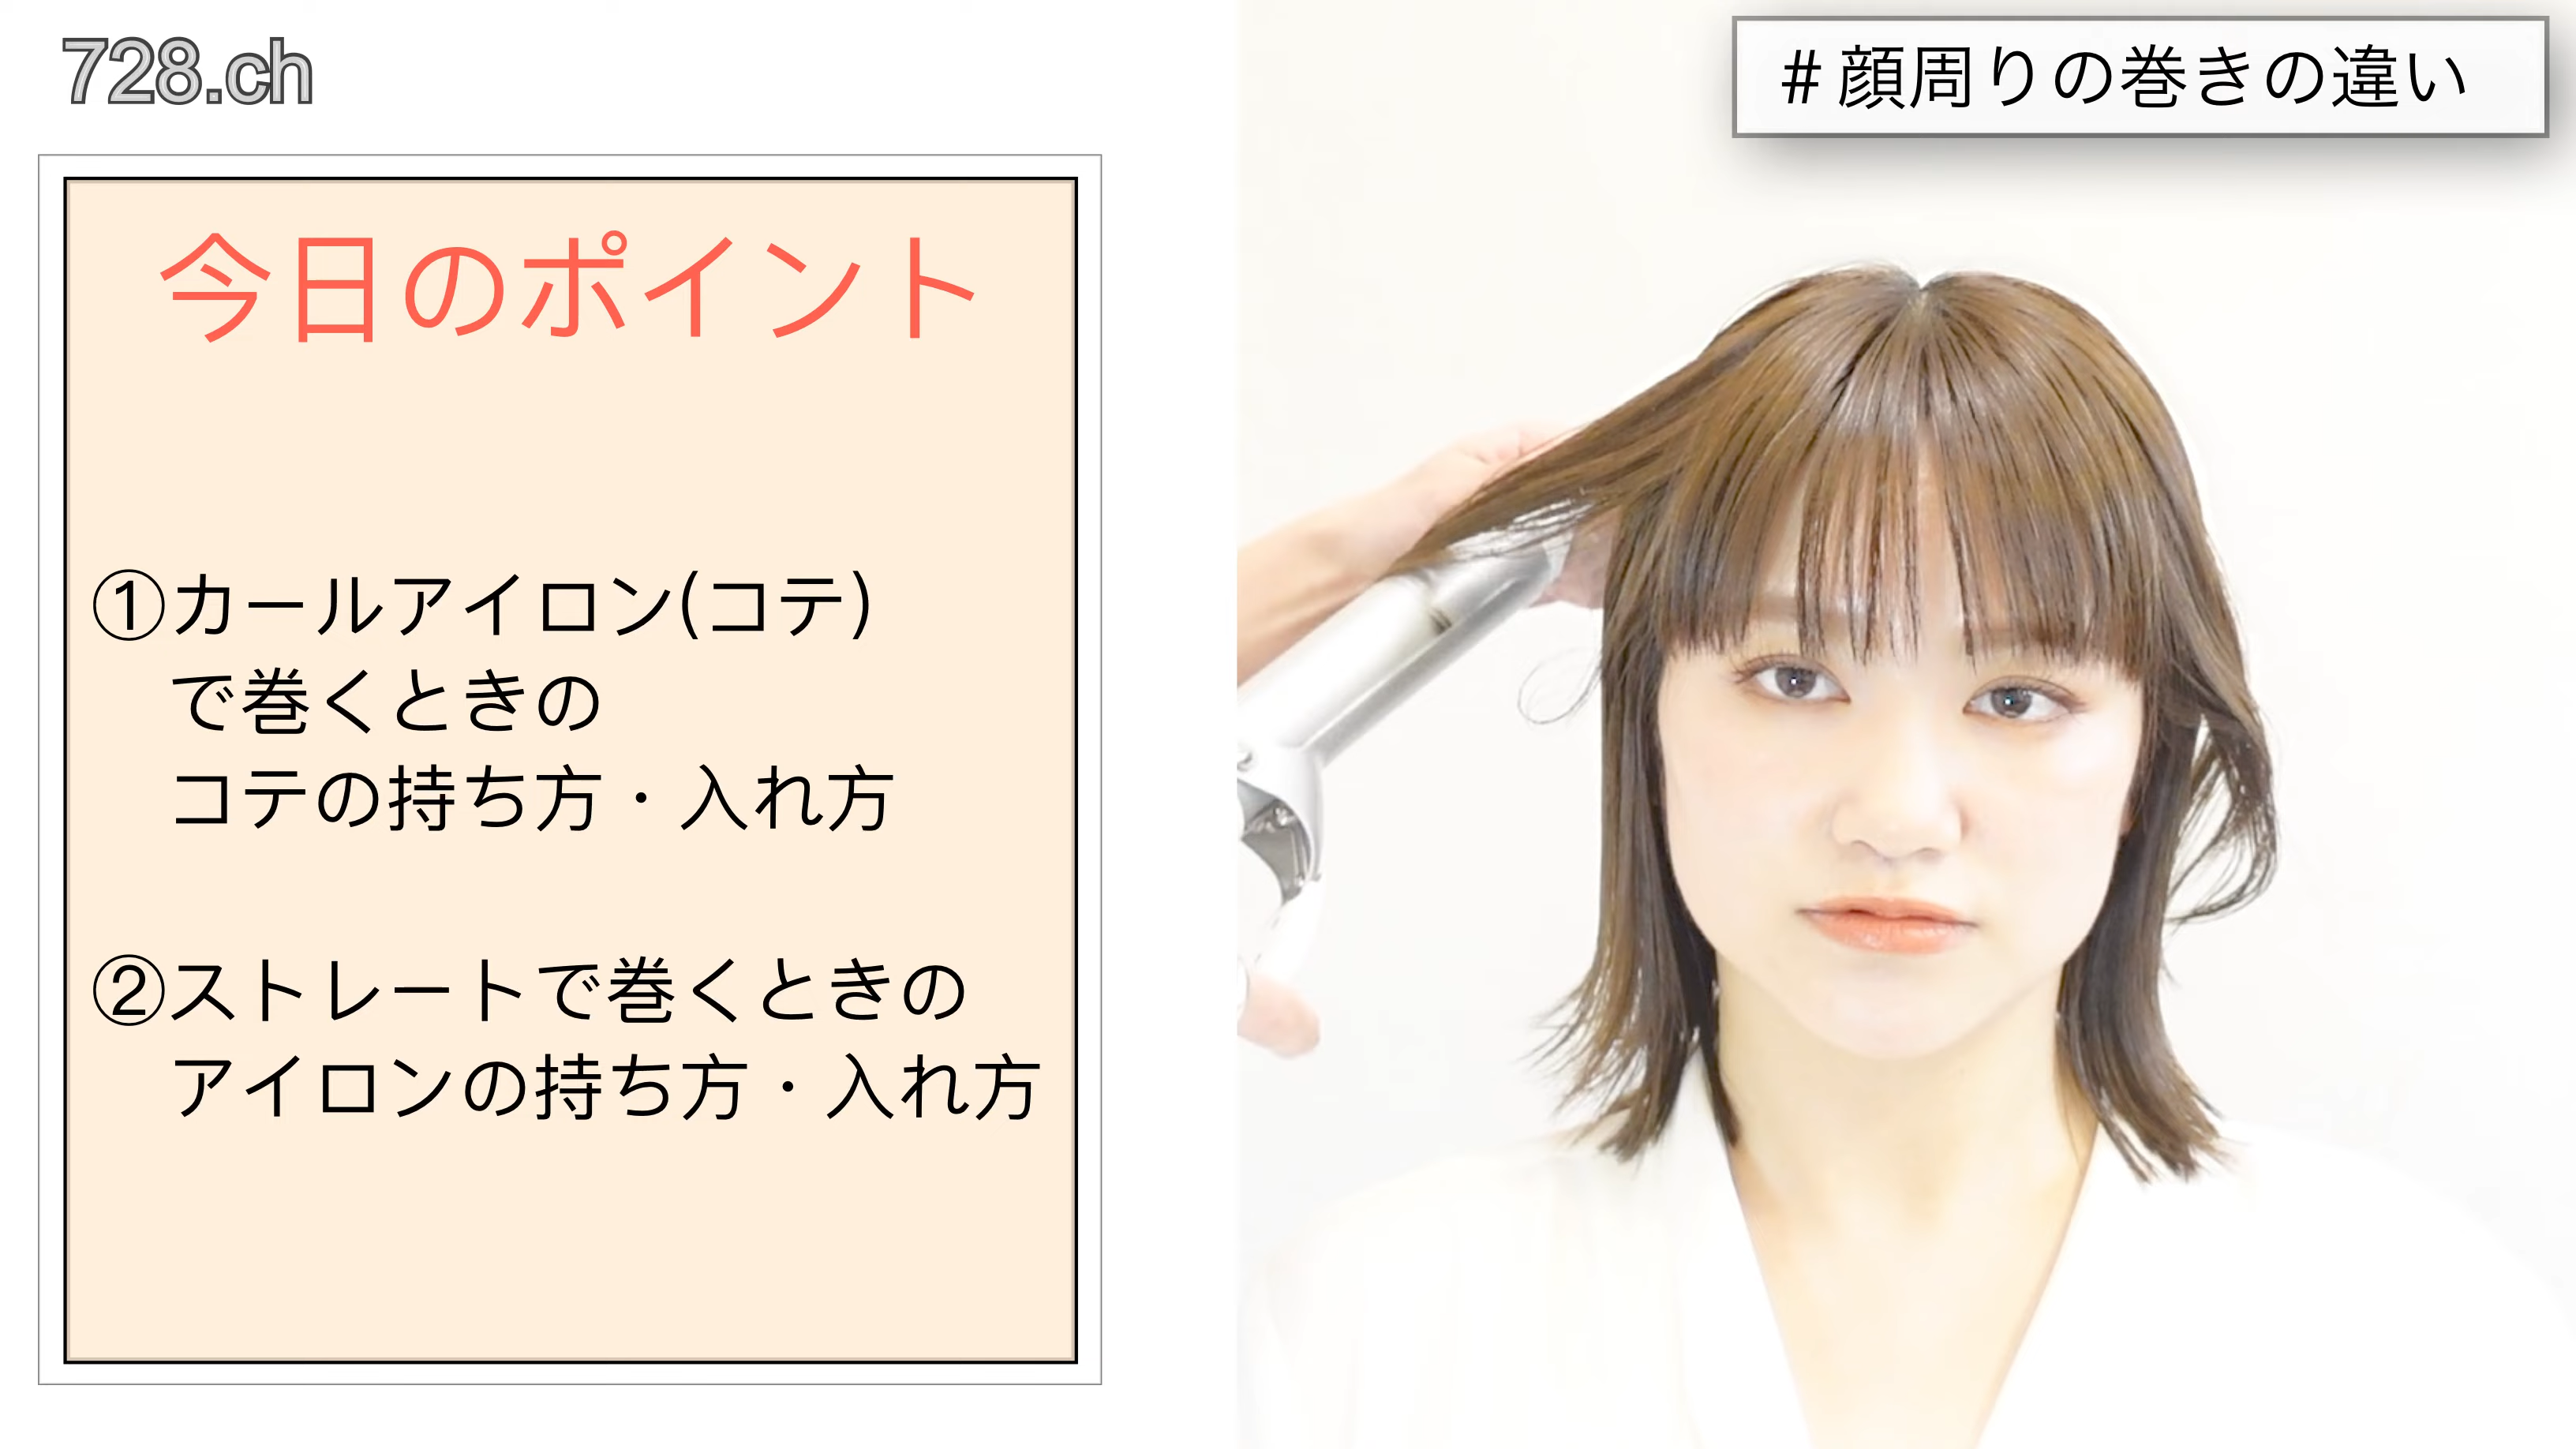 728.ch
#顔周りの巻きの違い
今日のポイント
①カールアイロン(コテ)
で巻くときの
コテの持ち方・入れ方
②ストレートで巻くときの
アイロンの持ち方・入れ方